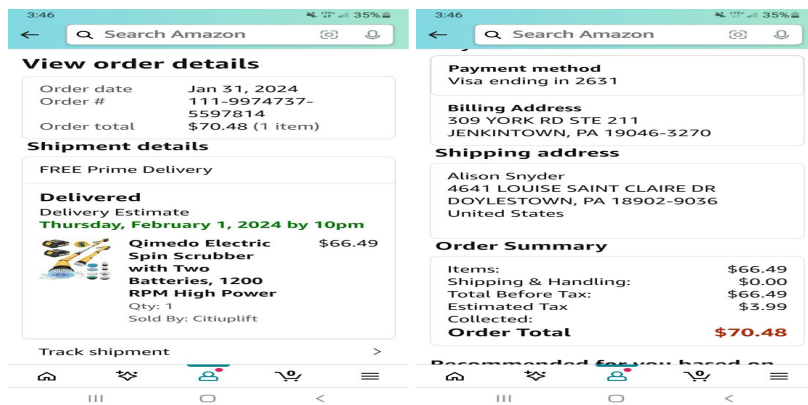 3:46
35%
Search Amazon
View order details
Order date Jan 31, 2024
Order # 111-9974737-
5597814
Order total $70.48 (1 item)
Shipment details
FREE Prime Delivery
Delivered
Delivery Estimate
Thursday, February 1, 2024 by 10pm
Qimedo Electric $66.49
Spin Scrubber
with Two
Batteries, 1200
RPM High Power
Qty: 1
Sold By: Citiuplift
Track shipment
3:46
35%
Search Amazon
Payment method
Visa ending in 2631
Billing Address
309 YORK RD STE 211
JENKINTOWN, PA 19046-3270
Shipping address
Alison Snyder
4641 LOUISE SAINT CLAIRE DR
DOYLESTOWN, PA 18902-9036
United States
Order Summary
Items: $66.49
Shipping & Handling: $0.00
Total Before Tax: $66.49
Estimated Tax $3.99
Collected:
Order Total $70.48
Recommended for you based on